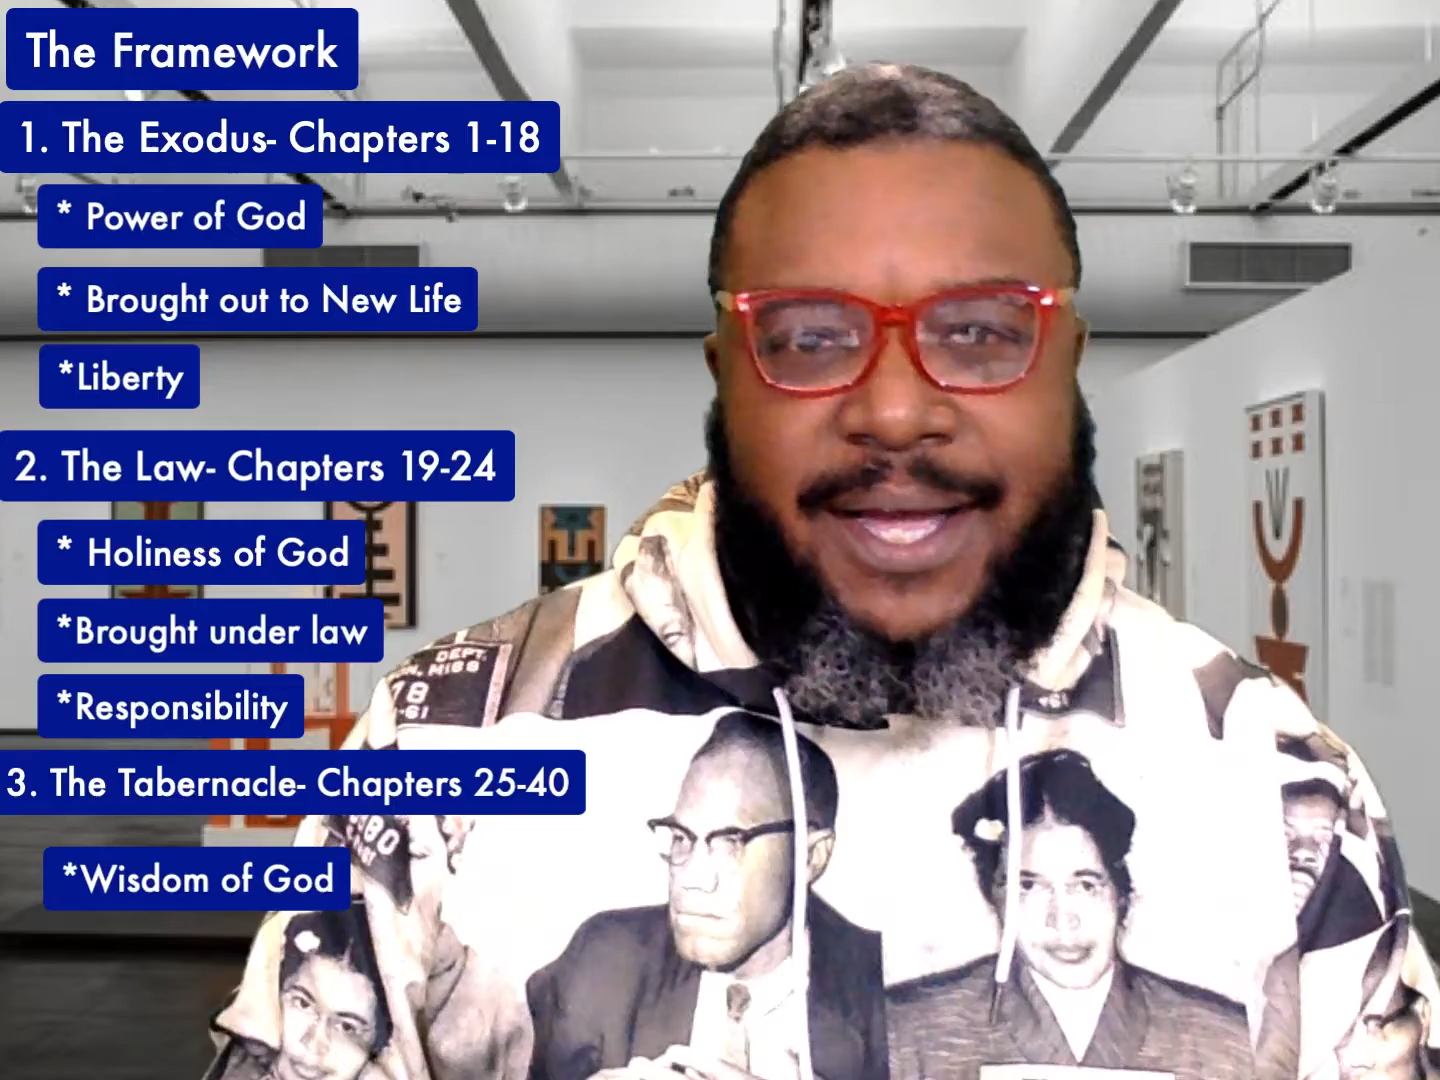 The Framework
1. The Exodus- Chapters 1-18
* Power of God
* Brought out to New Life
*Liberty
2. The Law- Chapters 19-24
* Holiness of God
*Brought under law
*Responsibility
3. The Tabernacle- Chapters 25-40
*Wisdom of God
DEPT.
MISS